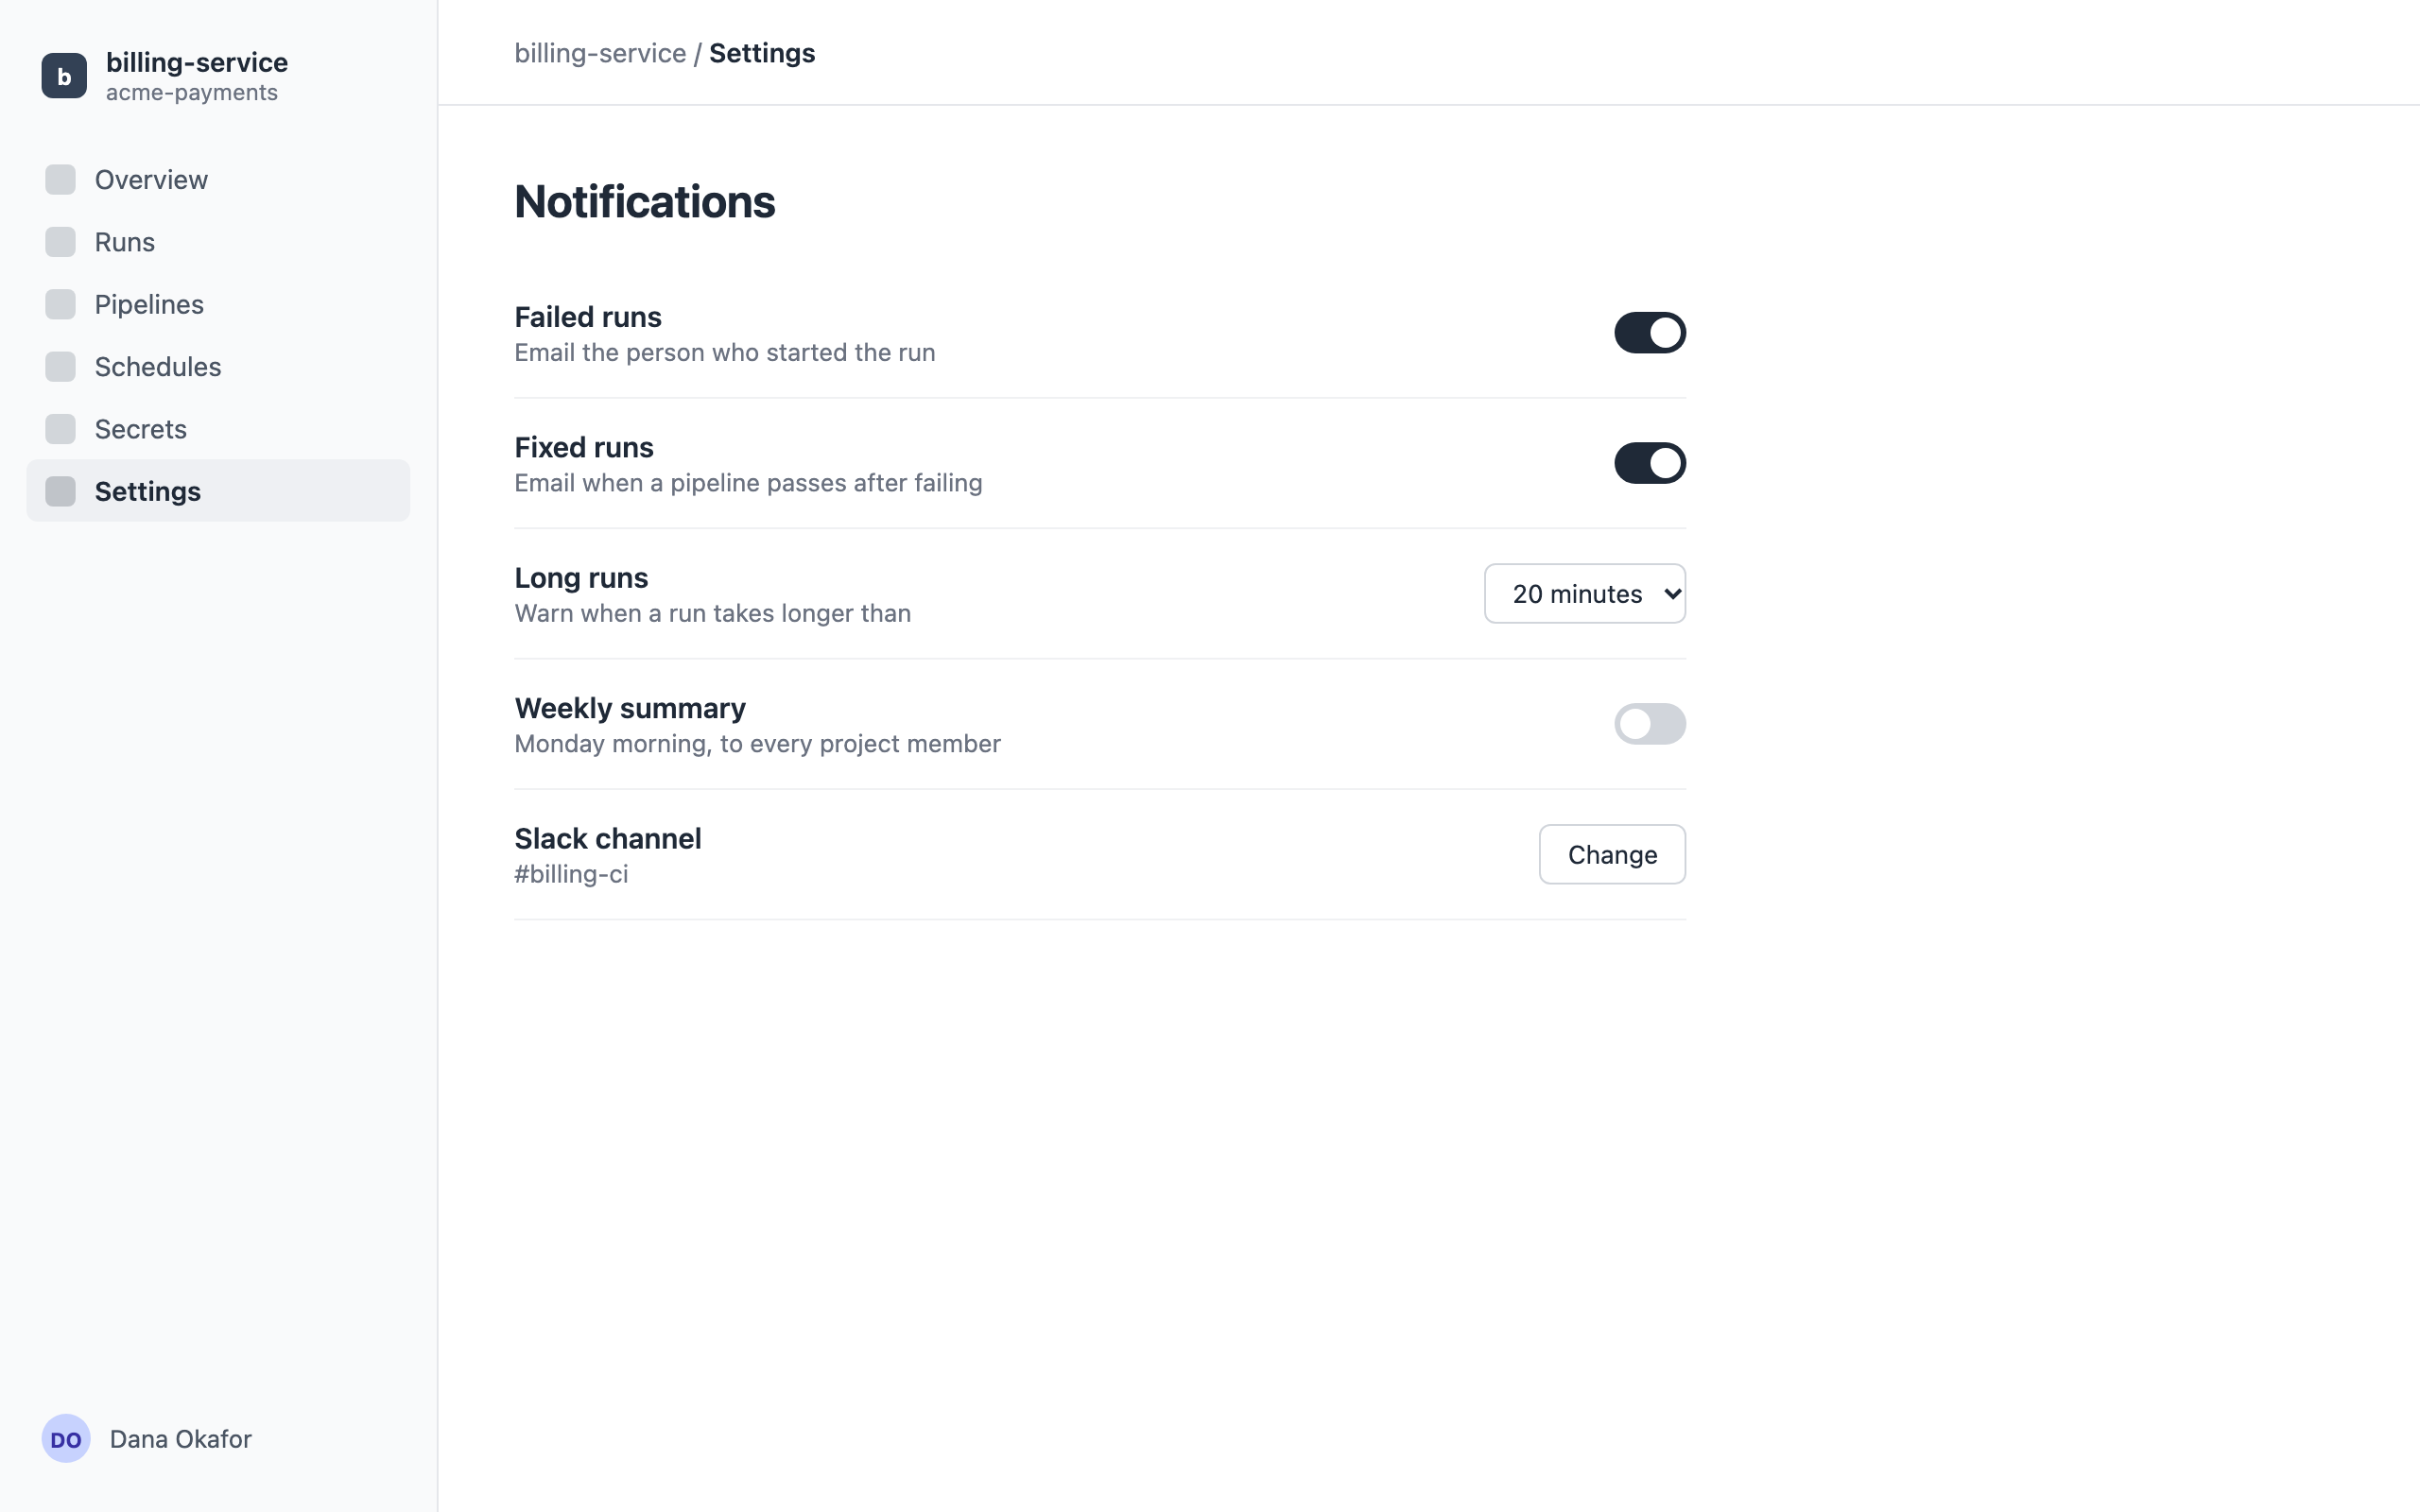 b
billing-service
acme-payments
Overview
Runs
Pipelines
Schedules
Secrets
Settings
DO
Dana Okafor
billing-service / Settings
Notifications
Failed runs
Email the person who started the run
Fixed runs
Email when a pipeline passes after failing
Long runs
Warn when a run takes longer than
20 minutes
Weekly summary
Monday morning, to every project member
Slack channel
#billing-ci
Change